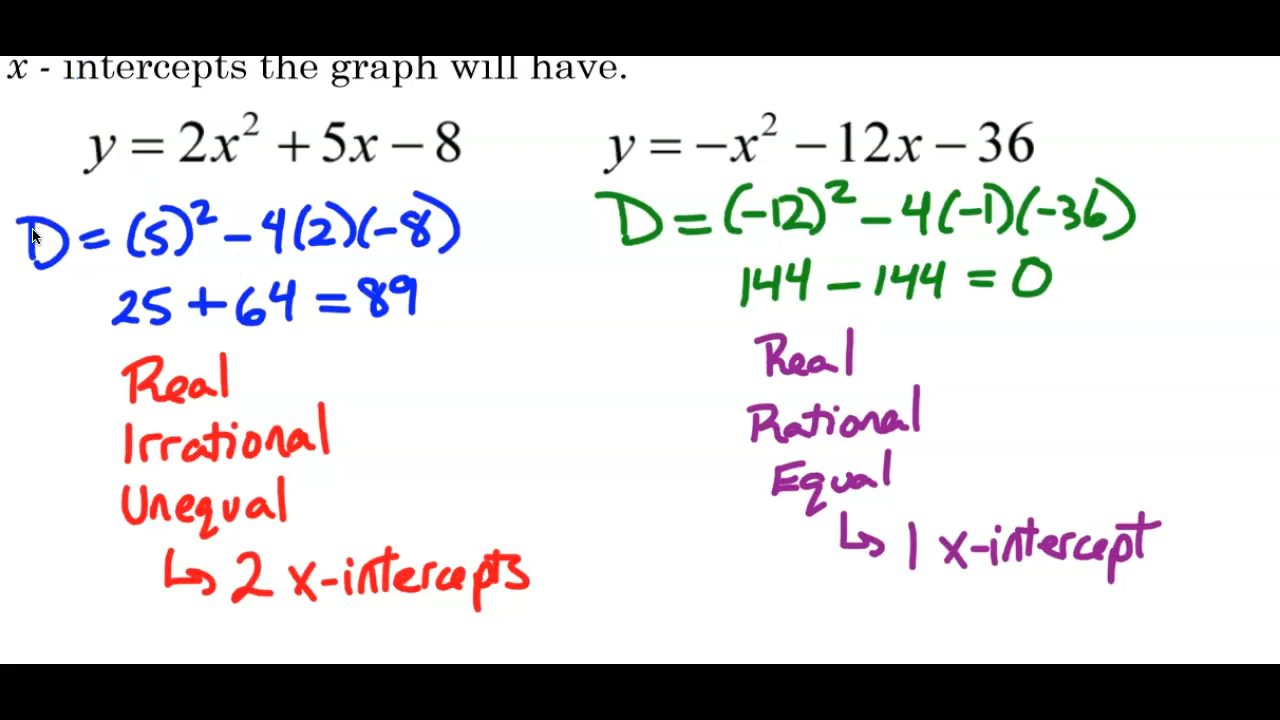 x - intercepts the graph will have.
y = 2x² + 5x − 8
D = (5)² − 4(2)(−8)
25 + 64 = 89
Real
Irrational
Unequal
↳ 2 x-intercepts
y = −x² − 12x − 36
D = (−12)² − 4(−1)(−36)
144 − 144 = 0
Real
Rational
Equal
↳ 1 x-intercept